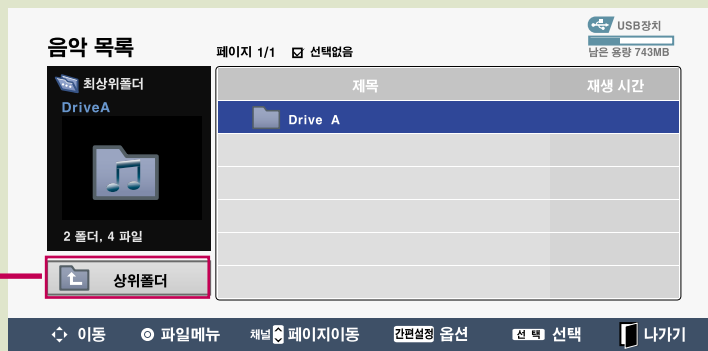 USB장치
음악 목록
페이지 1/1 선택없음
남은 용량 743MB
최상위폴더
DriveA
2 폴더, 4 파일
상위폴더
제목 재생 시간
Drive A
이동 파일메뉴 채널 페이지이동 간편설정 옵션 선택 선택 나가기